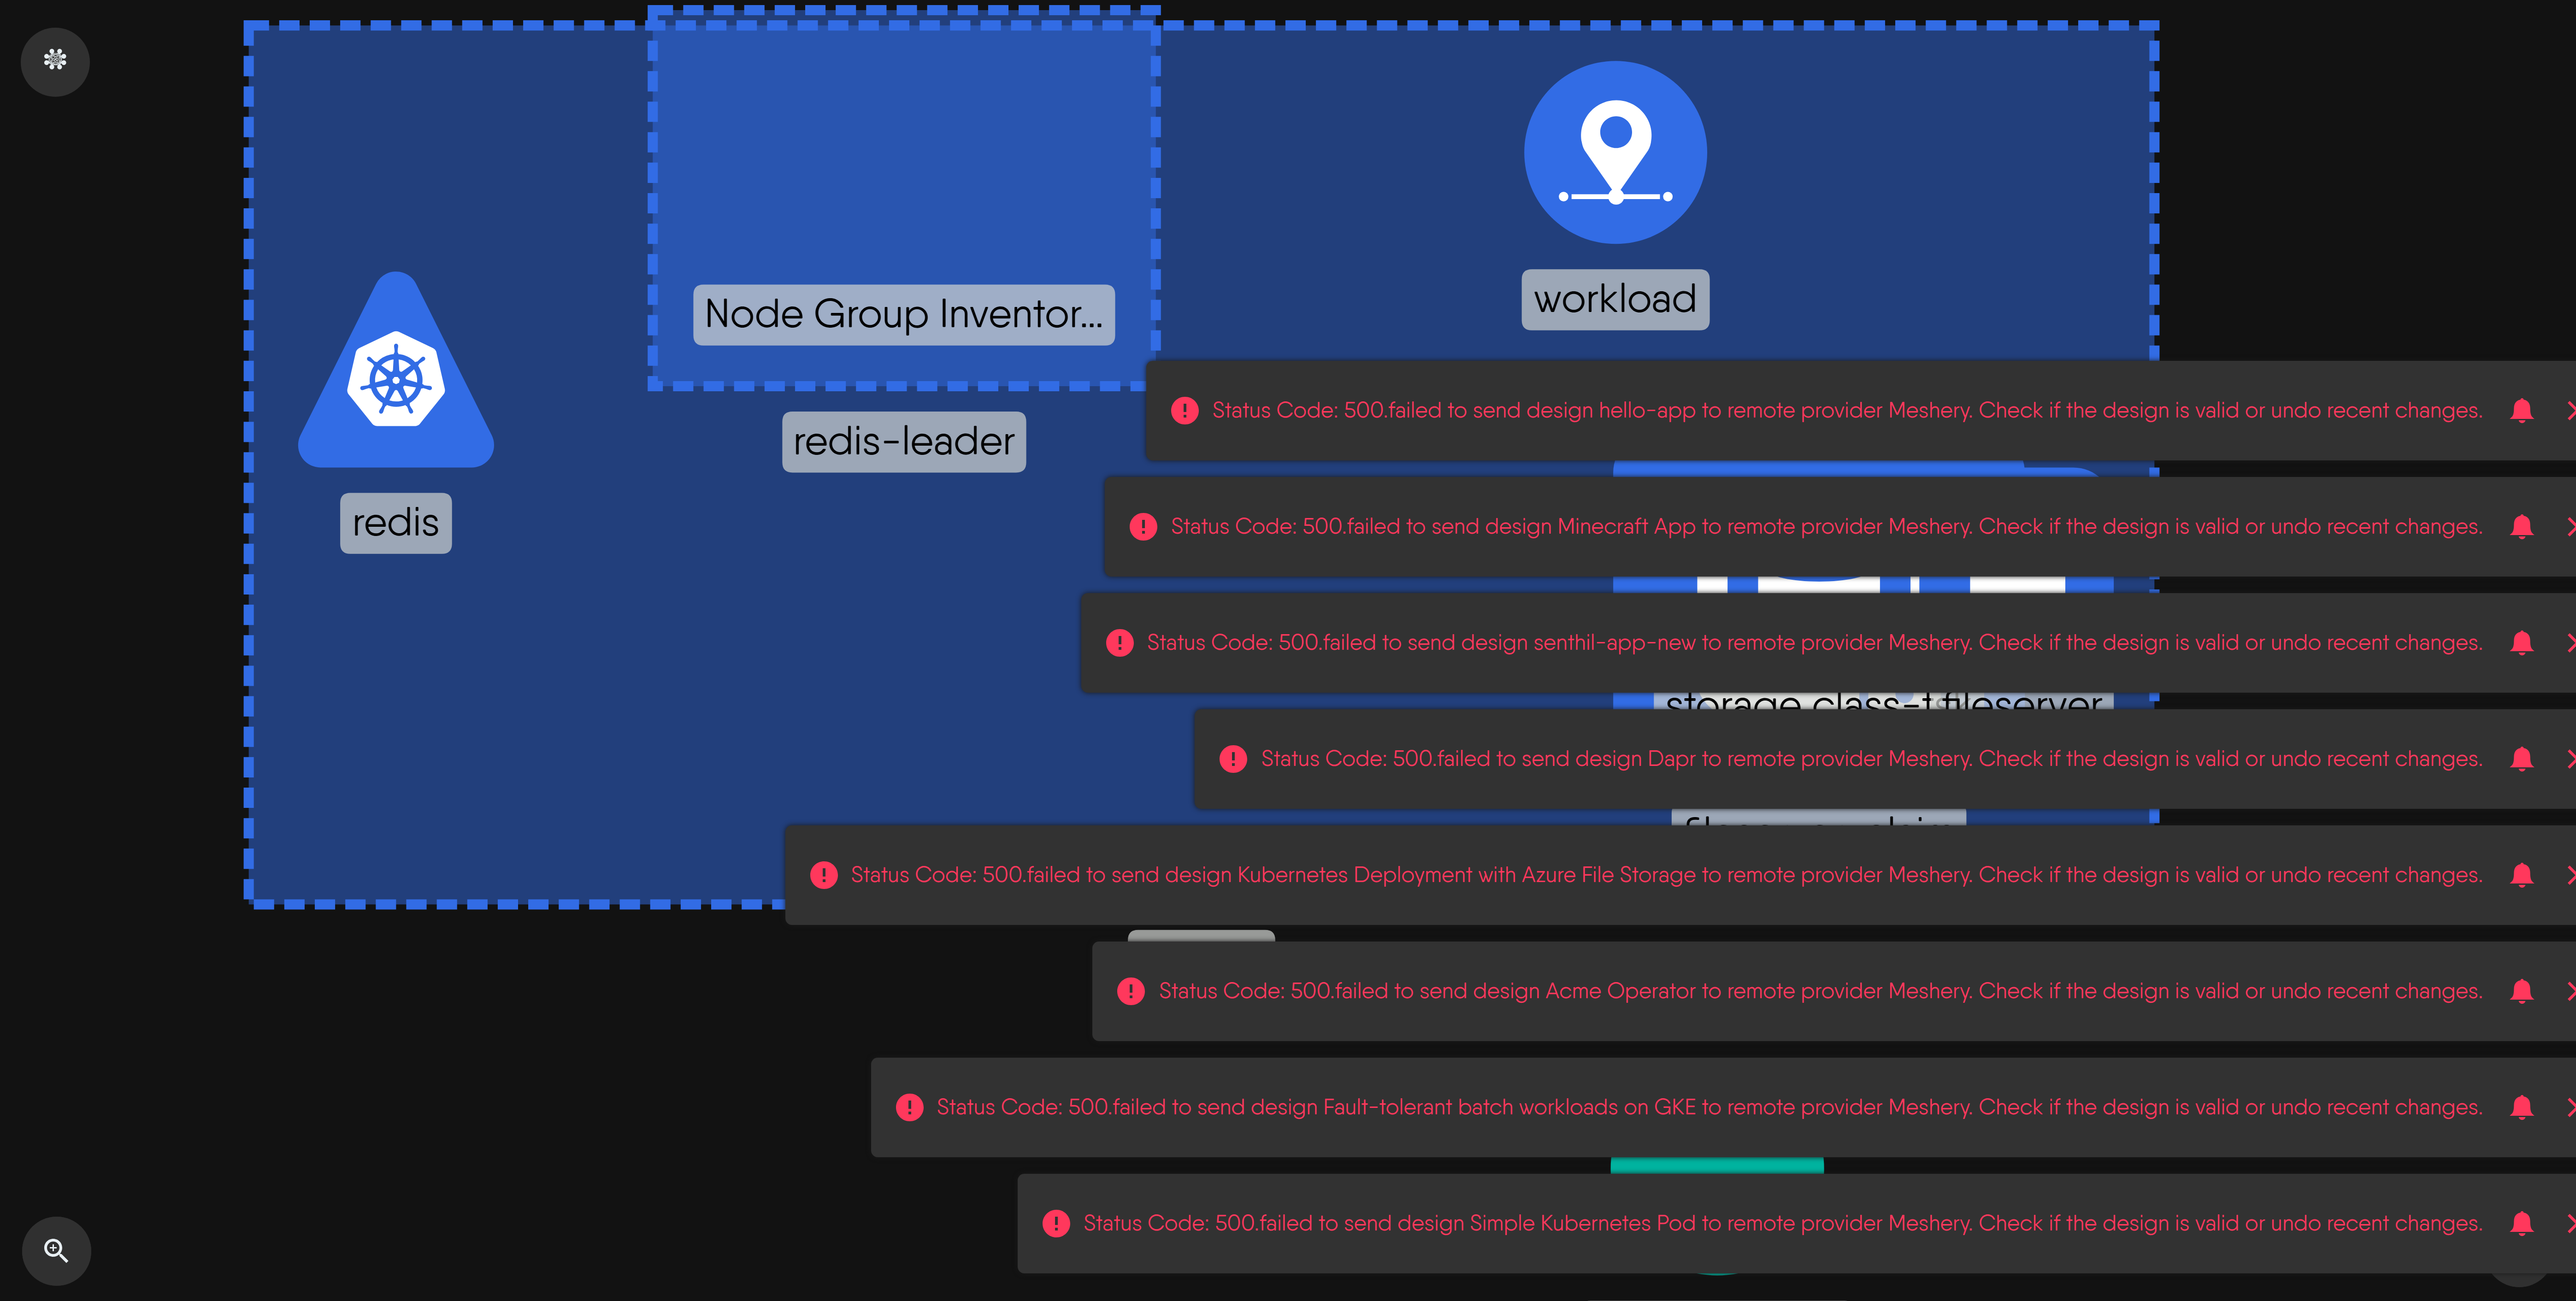 workload
Node Group Inventor...
redis-leader
redis
Status Code: 500.failed to send design hello-app to remote provider Meshery. Check if the design is valid or undo recent changes.
Status Code: 500.failed to send design Minecraft App to remote provider Meshery. Check if the design is valid or undo recent changes.
Status Code: 500.failed to send design senthil-app-new to remote provider Meshery. Check if the design is valid or undo recent changes.
storage class-
fileserver
Status Code: 500.failed to send design Dapr to remote provider Meshery. Check if the design is valid or undo recent changes.
Status Code: 500.failed to send design Kubernetes Deployment with Azure File Storage to remote provider Meshery. Check if the design is valid or undo recent changes.
Status Code: 500.failed to send design Acme Operator to remote provider Meshery. Check if the design is valid or undo recent changes.
Status Code: 500.failed to send design Fault-tolerant batch workloads on GKE to remote provider Meshery. Check if the design is valid or undo recent changes.
Status Code: 500.failed to send design Simple Kubernetes Pod to remote provider Meshery. Check if the design is valid or undo recent changes.